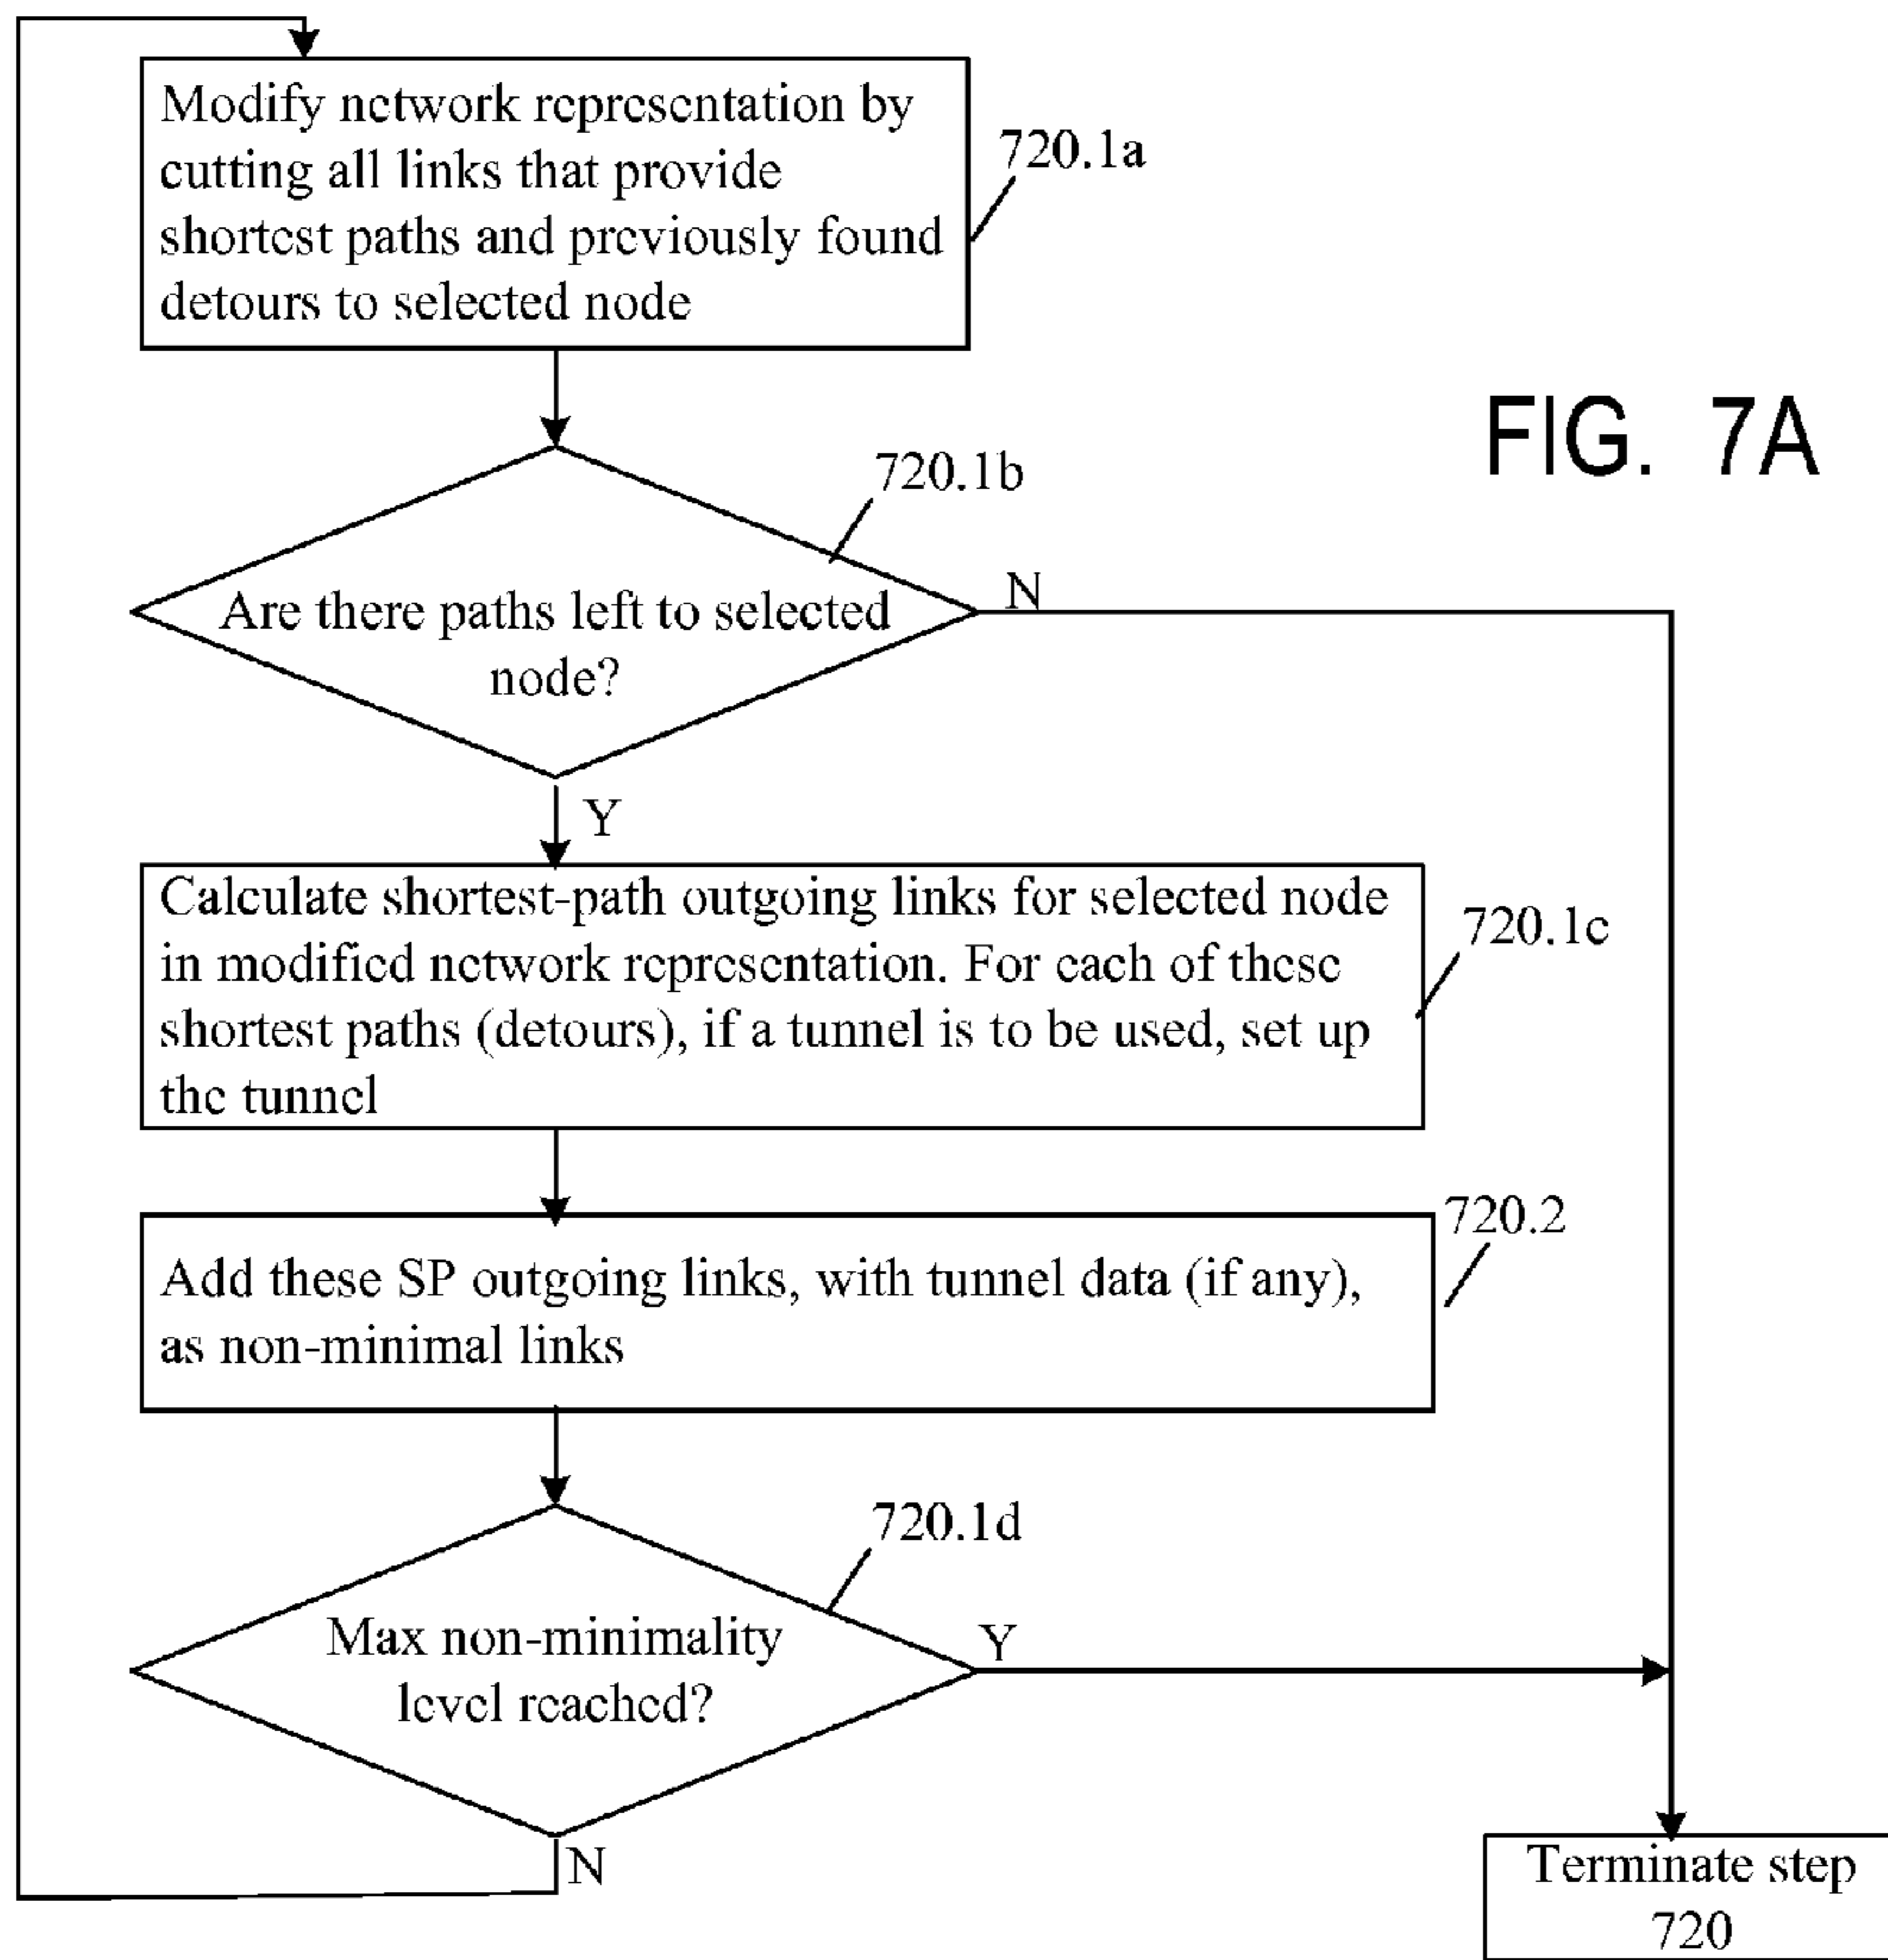 Modify network representation by
cutting all links that provide
shortest paths and previously found
detours to selected node
720.1a
FIG. 7A
720.1b
Are there paths left to selected
node?
N
Y
Calculate shortest-path outgoing links for selected node
in modified network representation. For each of these
shortest paths (detours), if a tunnel is to be used, set up
the tunnel
720.1c
720.2
Add these SP outgoing links, with tunnel data (if any),
as non-minimal links
720.1d
Max non-minimality
level reached?
Y
N
Terminate step
720